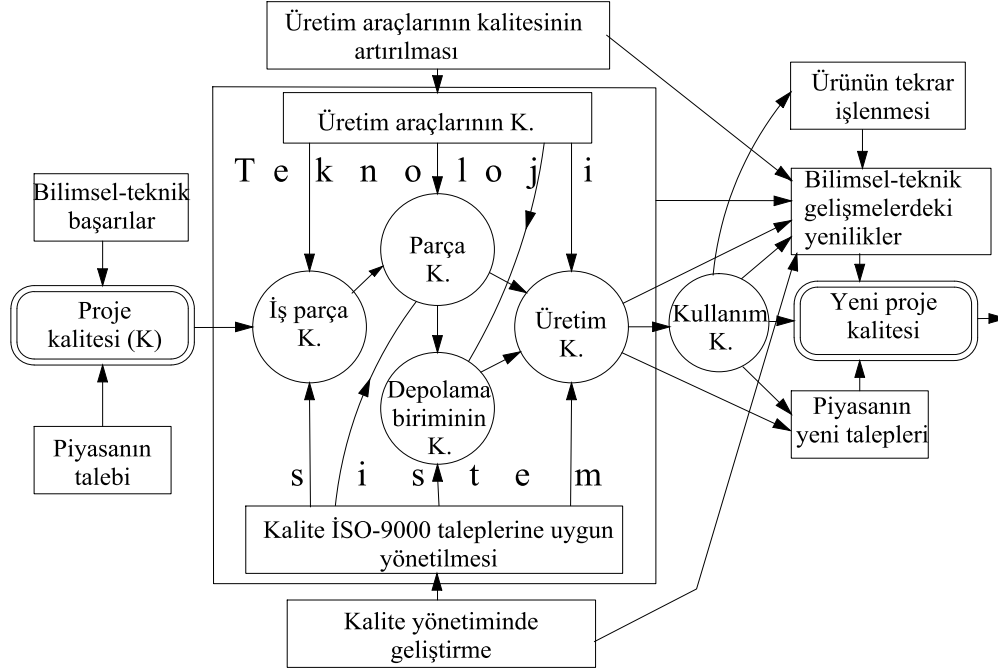 Üretim araçlarının kalitesinin
artırılması
Üretim araçlarının K.
T e k n o l o j i
Bilimsel-teknik
başarılar
Proje
kalitesi (K)
Piyasanın
talebi
İş parça
K.
Parça
K.
Depolama
biriminin
K.
Üretim
K.
s i s t e m
Kalite İSO-9000 taleplerine uygun
yönetilmesi
Kalite yönetiminde
geliştirme
Kullanım
K.
Ürünün tekrar
işlenmesi
Bilimsel-teknik
gelişmelerdeki
yenilikler
Yeni proje
kalitesi
Piyasanın
yeni talepleri